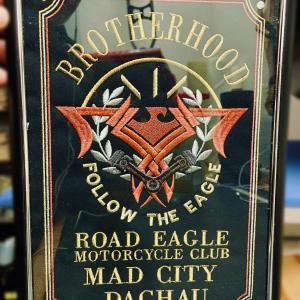 BROTHERHOOD
FOLLOW THE EAGLE
ROAD EAGLE
MOTORCYCLE CLUB
MAD CITY
DACHAU